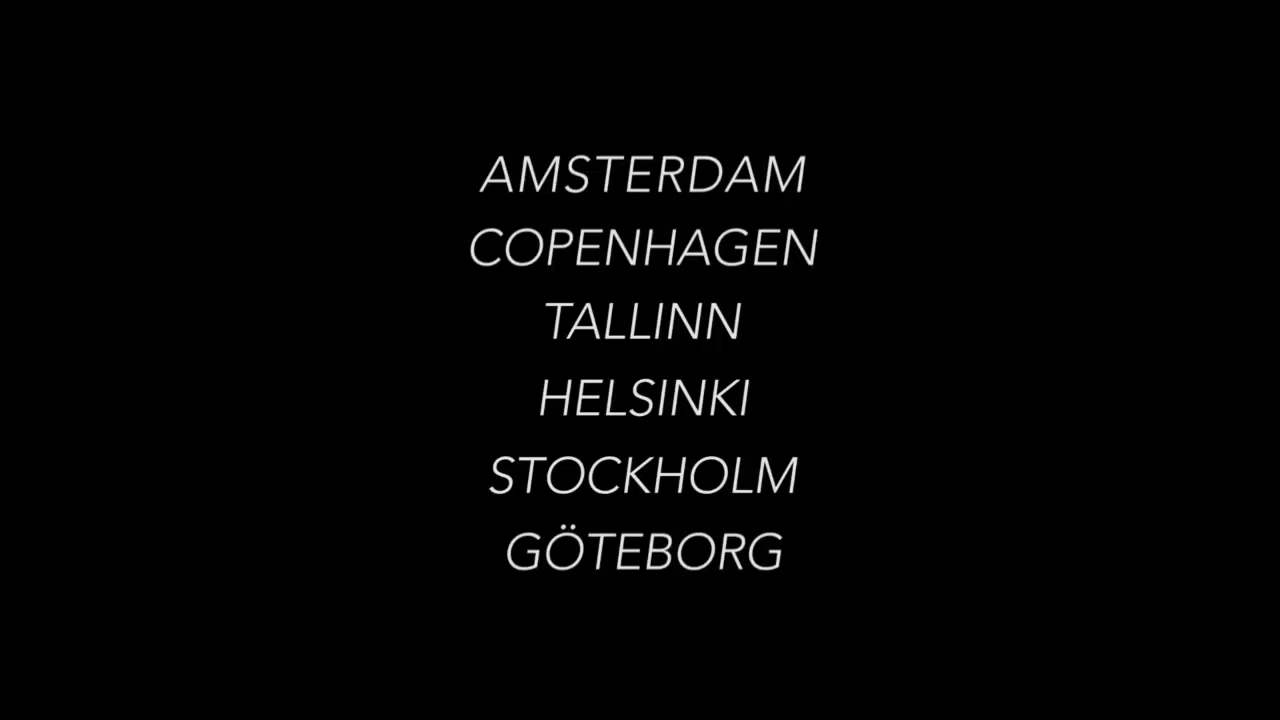 AMSTERDAM
COPENHAGEN
TALLINN
HELSINKI
STOCKHOLM
GÖTEBORG